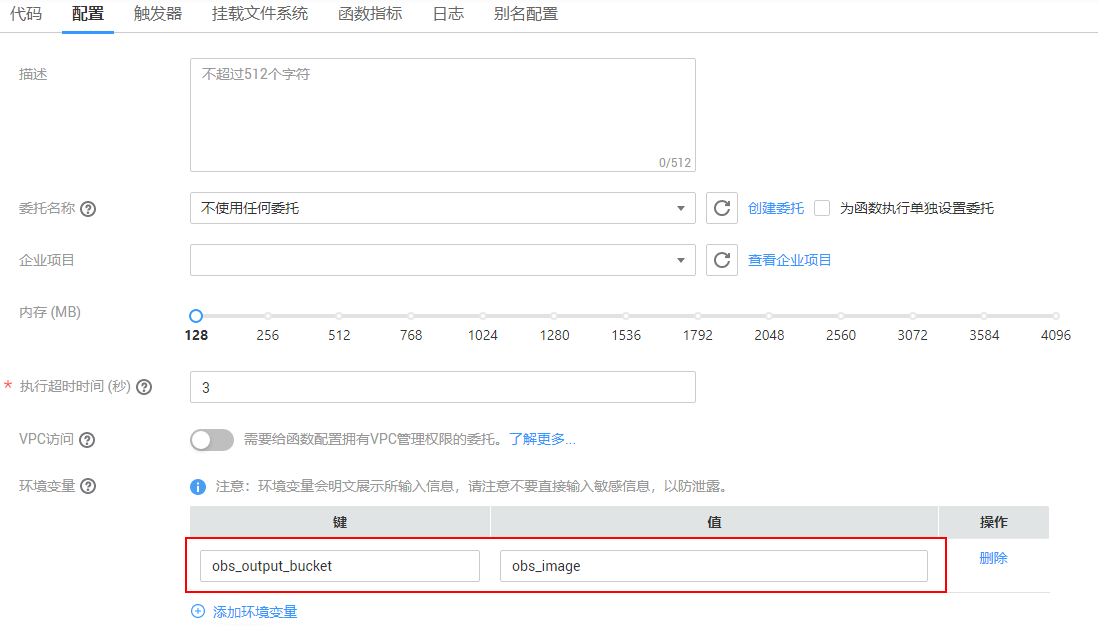 代码 配置 触发器 挂载文件系统 函数指标 日志 别名配置
描述 不超过512个字符
0/512
委托名称 不使用任何委托 创建委托 为函数执行单独设置委托
企业项目 查看企业项目
内存 (MB)
128 256 512 768 1024 1280 1536 1792 2048 2560 3072 3584 4096
* 执行超时时间 (秒) 3
VPC访问 需要给函数配置拥有VPC管理权限的委托。了解更多...
环境变量 注意：环境变量会明文展示所输入信息，请注意不要直接输入敏感信息，以防泄露。
键 值 操作
obs_output_bucket obs_image 删除
添加环境变量